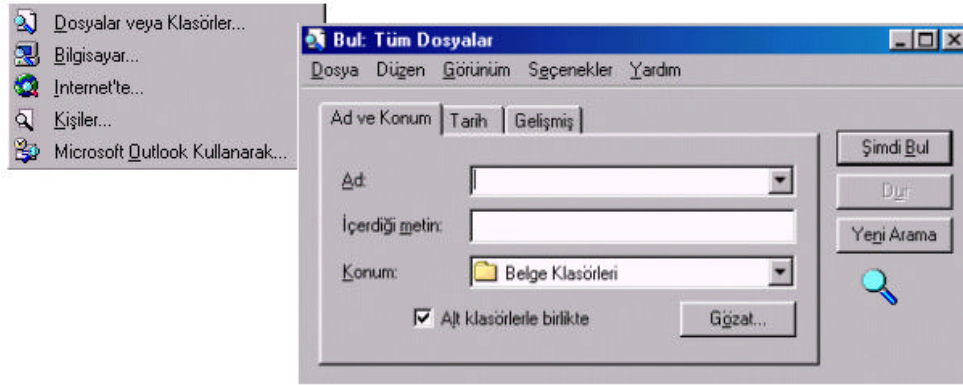 Dosyalar veya Klasörler...
Bilgisayar...
İnternet'te...
Kişiler...
Microsoft Outlook Kullanarak...
Bul: Tüm Dosyalar
Dosya Düzen Görünüm Seçenekler Yardım
Ad ve Konum Tarih Gelişmiş
Ad:
İçerdiği metin:
Konum: Belge Klasörleri
Alt klasörlerle birlikte Gözat...
Şimdi Bul
Dur
Yeni Arama